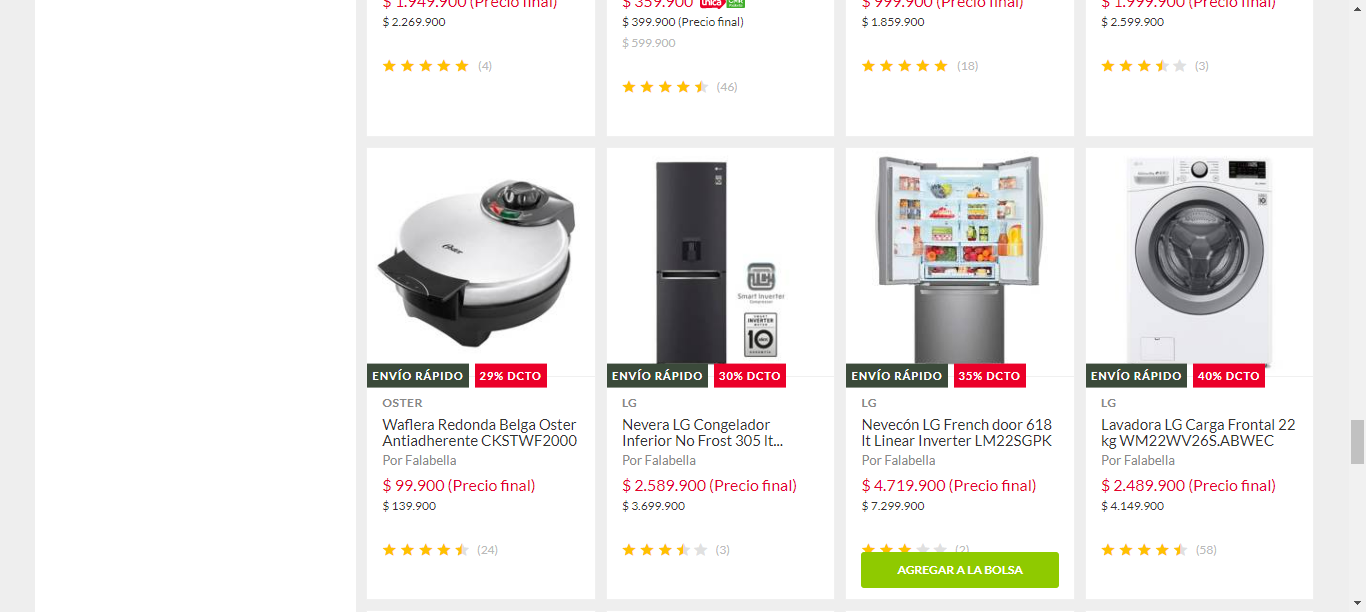 $ 1.949.900 (Precio final)
$ 2.269.900
(4)
$ 359.900 única CMR
$ 399.900 (Precio final)
$ 599.900
(46)
$ 999.900 (Precio final)
$ 1.859.900
(18)
$ 1.999.900 (Precio final)
$ 2.599.900
(3)
Oster
ENVÍO RÁPIDO 29% DCTO
OSTER
Waflera Redonda Belga Oster
Antiadherente CKSTWF2000
Por Falabella
$ 99.900 (Precio final)
$ 139.900
(24)
Smart Inverter
Compressor
SMART
INVERTER
10
ENVÍO RÁPIDO 30% DCTO
LG
Nevera LG Congelador
Inferior No Frost 305 lt...
Por Falabella
$ 2.589.900 (Precio final)
$ 3.699.900
(3)
ENVÍO RÁPIDO 35% DCTO
LG
Nevecón LG French door 618
lt Linear Inverter LM22SGPK
Por Falabella
$ 4.719.900 (Precio final)
$ 7.299.900
(2)
AGREGAR A LA BOLSA
ENVÍO RÁPIDO 40% DCTO
LG
Lavadora LG Carga Frontal 22
kg WM22WV26S.ABWEC
Por Falabella
$ 2.489.900 (Precio final)
$ 4.149.900
(58)